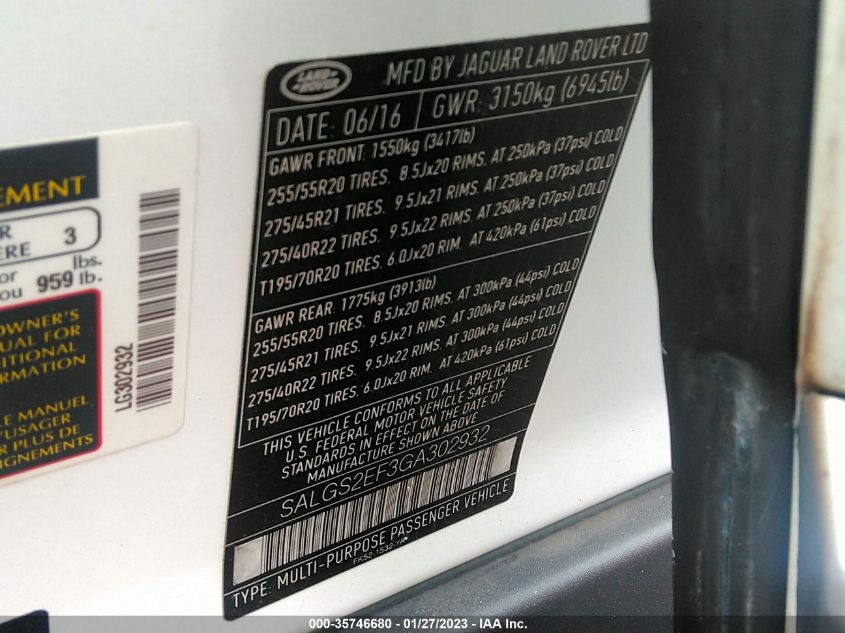 LAND
ROVER
MFD BY JAGUAR LAND ROVER LTD
DATE: 06/16
GWR: 3150kg (6945lb)
GAWR FRONT: 1550kg (3417lb)
255/55R20 TIRES. 8.5Jx20 RIMS. AT 250kPa (37psi) COLD
275/45R21 TIRES. 9.5Jx21 RIMS. AT 250kPa (37psi) COLD
275/40R22 TIRES. 9.5Jx22 RIMS. AT 250kPa (37psi) COLD
T195/70R20 TIRES. 6.0Jx20 RIM. AT 420kPa (61psi) COLD
GAWR REAR: 1775kg (3913lb)
255/55R20 TIRES. 8.5Jx20 RIMS. AT 300kPa (44psi) COLD
275/45R21 TIRES. 9.5Jx21 RIMS. AT 300kPa (44psi) COLD
275/40R22 TIRES. 9.5Jx22 RIMS. AT 300kPa (44psi) COLD
T195/70R20 TIRES. 6.0Jx20 RIM. AT 420kPa (61psi) COLD
THIS VEHICLE CONFORMS TO ALL APPLICABLE
U.S. FEDERAL MOTOR VEHICLE SAFETY
STANDARDS IN EFFECT ON THE DATE OF
MANUFACTURE SHOWN ABOVE
SALGS2EF3GA302932
TYPE: MULTI-PURPOSE PASSENGER VEHICLE
EMENT
R
ERE 3
or lbs.
ou 959 lb.
OWNER'S
UAL FOR
DITIONAL
ORMATION
LE MANUEL
'USAGER
R PLUS DE
IGNEMENTS
LG302932
000-35746680 - 01/27/2023 - IAA Inc.